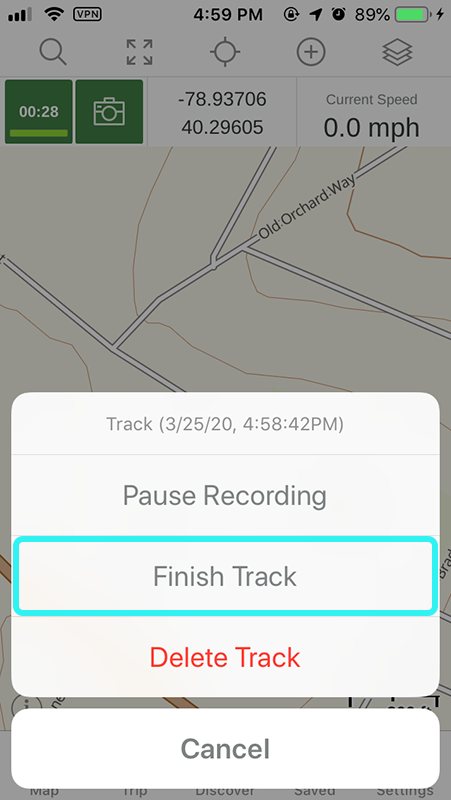 VPN 4:59 PM 89%
00:28
-78.93706
40.29605
Current Speed
0.0 mph
Old Orchard Way
Track (3/25/20, 4:58:42PM)
Pause Recording
Finish Track
Delete Track
Cancel
Map Trip Discover Saved Settings